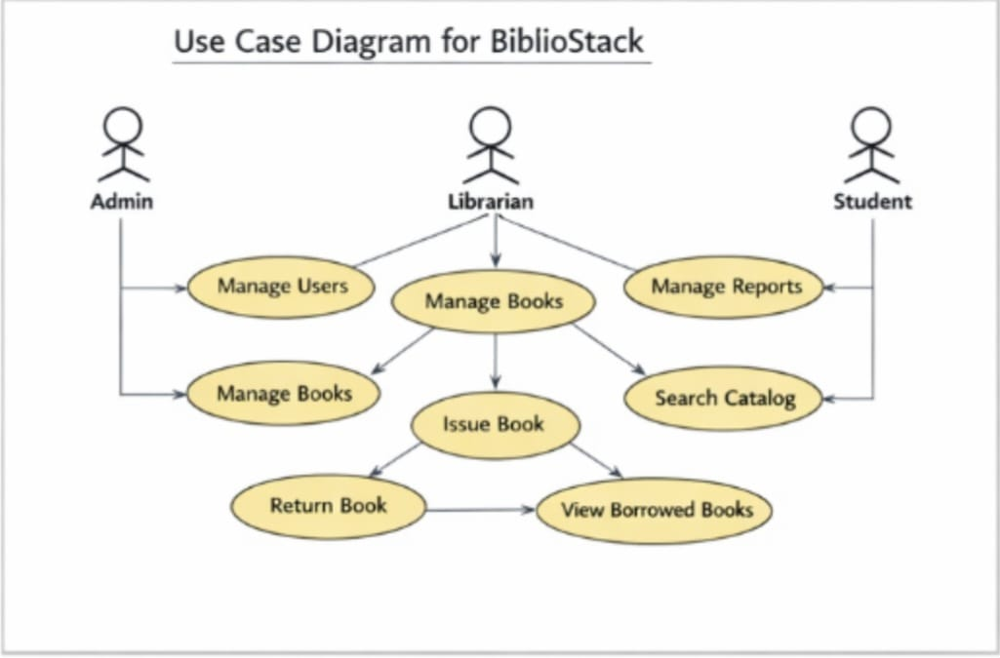 Use Case Diagram for BiblioStack
Admin
Librarian
Student
Manage Users
Manage Books
Manage Reports
Manage Books
Search Catalog
Issue Book
Return Book
View Borrowed Books